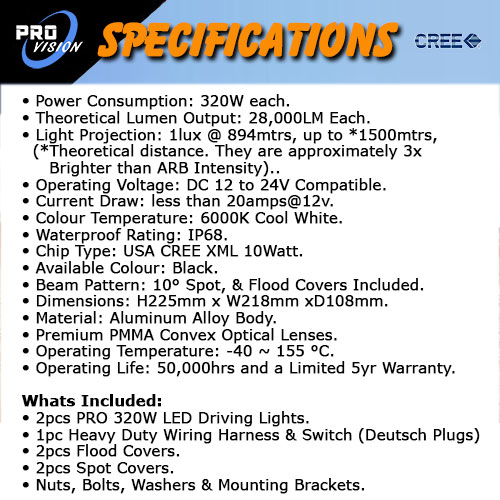 PRO VISION SPECIFICATIONS CREE
• Power Consumption: 320W each.
• Theoretical Lumen Output: 28,000LM Each.
• Light Projection: 1lux @ 894mtrs, up to *1500mtrs,
(*Theoretical distance. They are approximately 3x
Brighter than ARB Intensity)..
• Operating Voltage: DC 12 to 24V Compatible.
• Current Draw: less than 20amps@12v.
• Colour Temperature: 6000K Cool White.
• Waterproof Rating: IP68.
• Chip Type: USA CREE XML 10Watt.
• Available Colour: Black.
• Beam Pattern: 10° Spot, & Flood Covers Included.
• Dimensions: H225mm x W218mm xD108mm.
• Material: Aluminum Alloy Body.
• Premium PMMA Convex Optical Lenses.
• Operating Temperature: -40 ~ 155 °C.
• Operating Life: 50,000hrs and a Limited 5yr Warranty.
Whats Included:
• 2pcs PRO 320W LED Driving Lights.
• 1pc Heavy Duty Wiring Harness & Switch (Deutsch Plugs)
• 2pcs Flood Covers.
• 2pcs Spot Covers.
• Nuts, Bolts, Washers & Mounting Brackets.